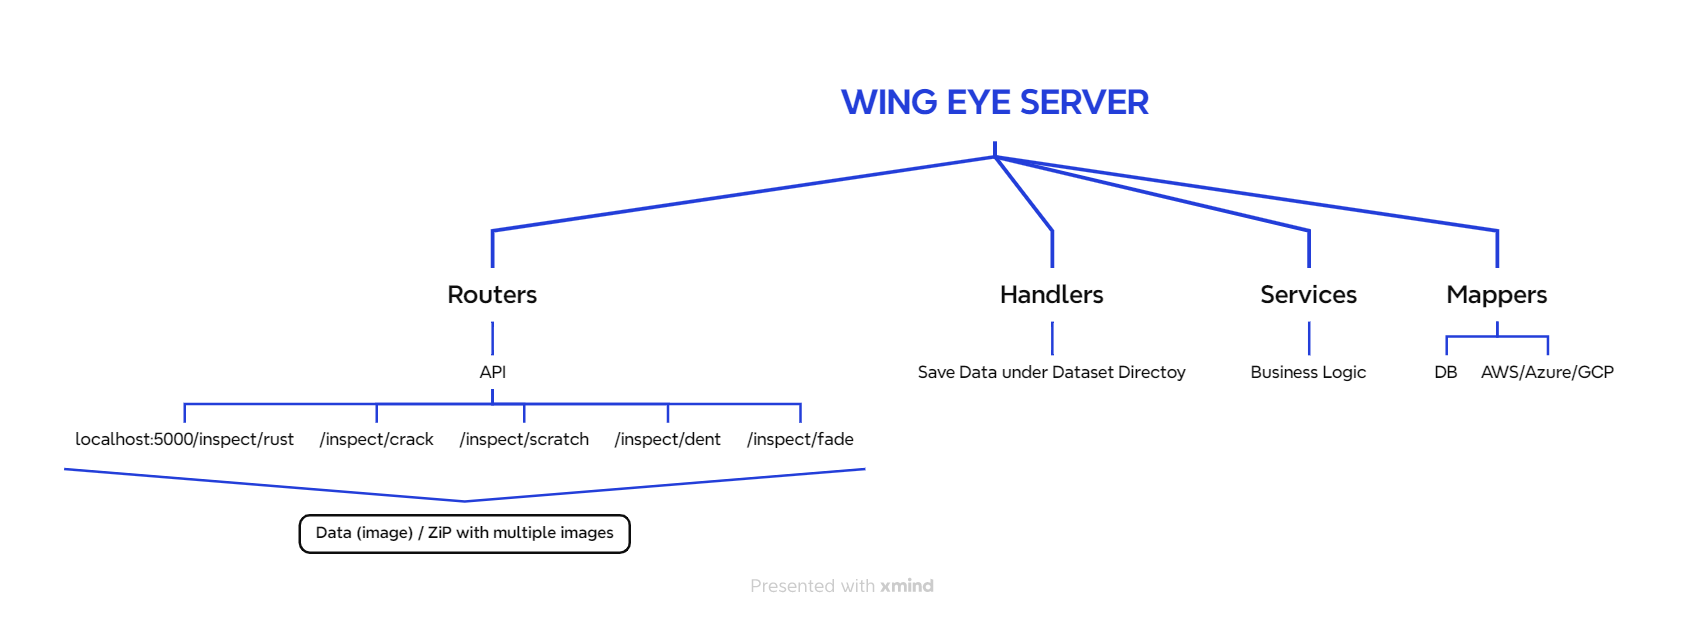 WING EYE SERVER
Routers
Handlers
Services
Mappers
API
Save Data under Dataset Directoy
Business Logic
DB
AWS/Azure/GCP
localhost:5000/inspect/rust
/inspect/crack
/inspect/scratch
/inspect/dent
/inspect/fade
Data (image) / ZiP with multiple images
Presented with xmind